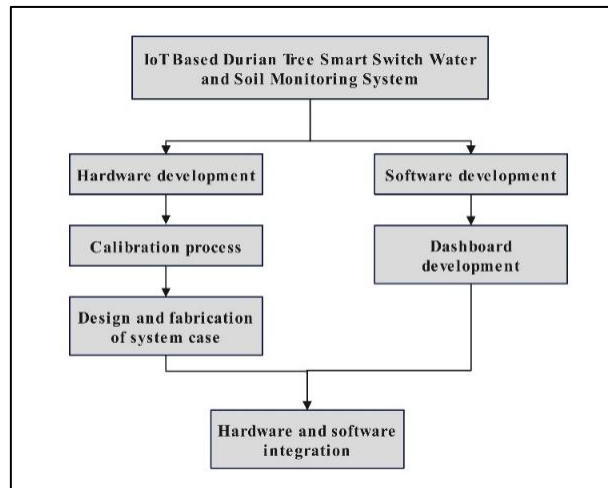 IoT Based Durian Tree Smart Switch Water
and Soil Monitoring System
Hardware development
Software development
Calibration process
Dashboard
development
Design and fabrication
of system case
Hardware and software
integration